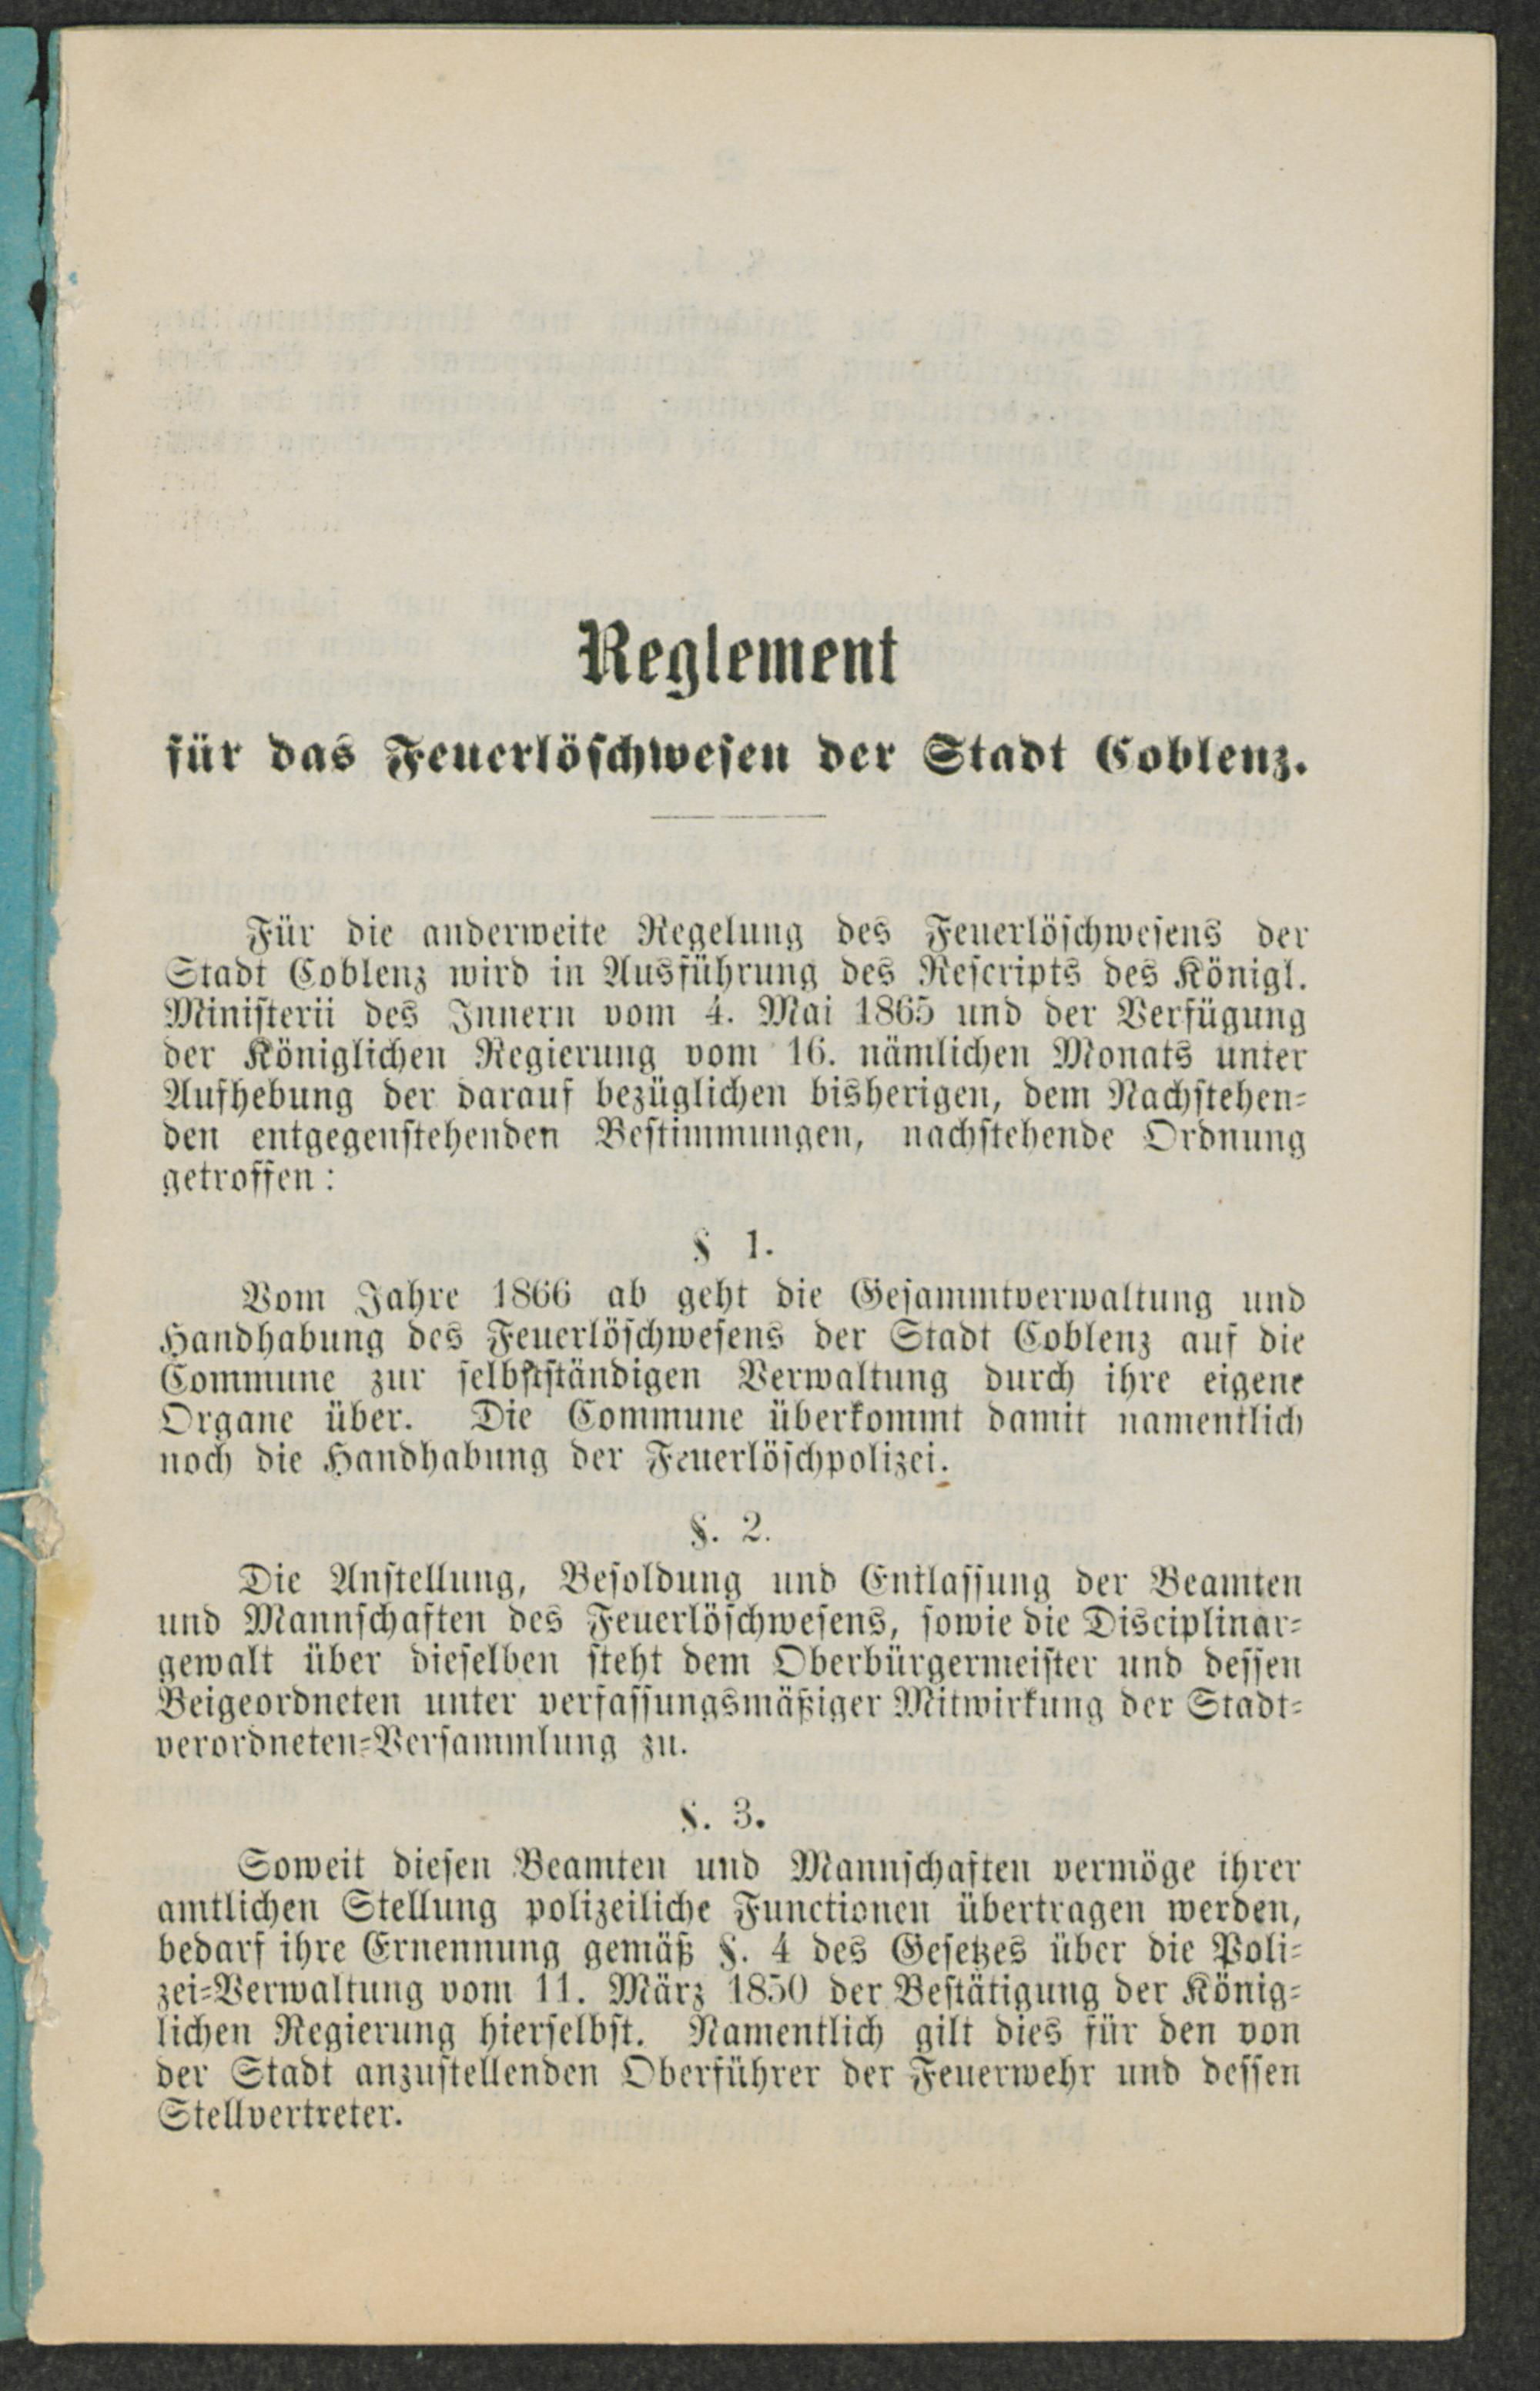 Reglement
für das Feuerlöschwesen der Stadt Coblenz.
Für die anderweite Regelung des Feuerlöschwesens der
Stadt Coblenz wird in Ausführung des Rescripts des Königl.
Ministerii des Innern vom 4. Mai 1865 und der Verfügung
der Königlichen Regierung vom 16. nämlichen Monats unter
Aufhebung der darauf bezüglichen bisherigen, dem Nachstehen-
den entgegenstehenden Bestimmungen, nachstehende Ordnung
getroffen:
§ 1.
Vom Jahre 1866 ab geht die Gesammtverwaltung und
Handhabung des Feuerlöschwesens der Stadt Coblenz auf die
Commune zur selbstständigen Verwaltung durch ihre eigene
Organe über. Die Commune überkommt damit namentlich
noch die Handhabung der Feuerlöschpolizei.
§. 2.
Die Anstellung, Besoldung und Entlassung der Beamten
und Mannschaften des Feuerlöschwesens, sowie die Disciplinar-
gewalt über dieselben steht dem Oberbürgermeister und dessen
Beigeordneten unter verfassungsmäßiger Mitwirkung der Stadt-
verordneten-Versammlung zu.
§. 3.
Soweit diesen Beamten und Mannschaften vermöge ihrer
amtlichen Stellung polizeiliche Functionen übertragen werden,
bedarf ihre Ernennung gemäß §. 4 des Gesetzes über die Poli-
zei-Verwaltung vom 11. März 1850 der Bestätigung der König-
lichen Regierung hierselbst. Namentlich gilt dies für den von
der Stadt anzustellenden Oberführer der Feuerwehr und dessen
Stellvertreter.